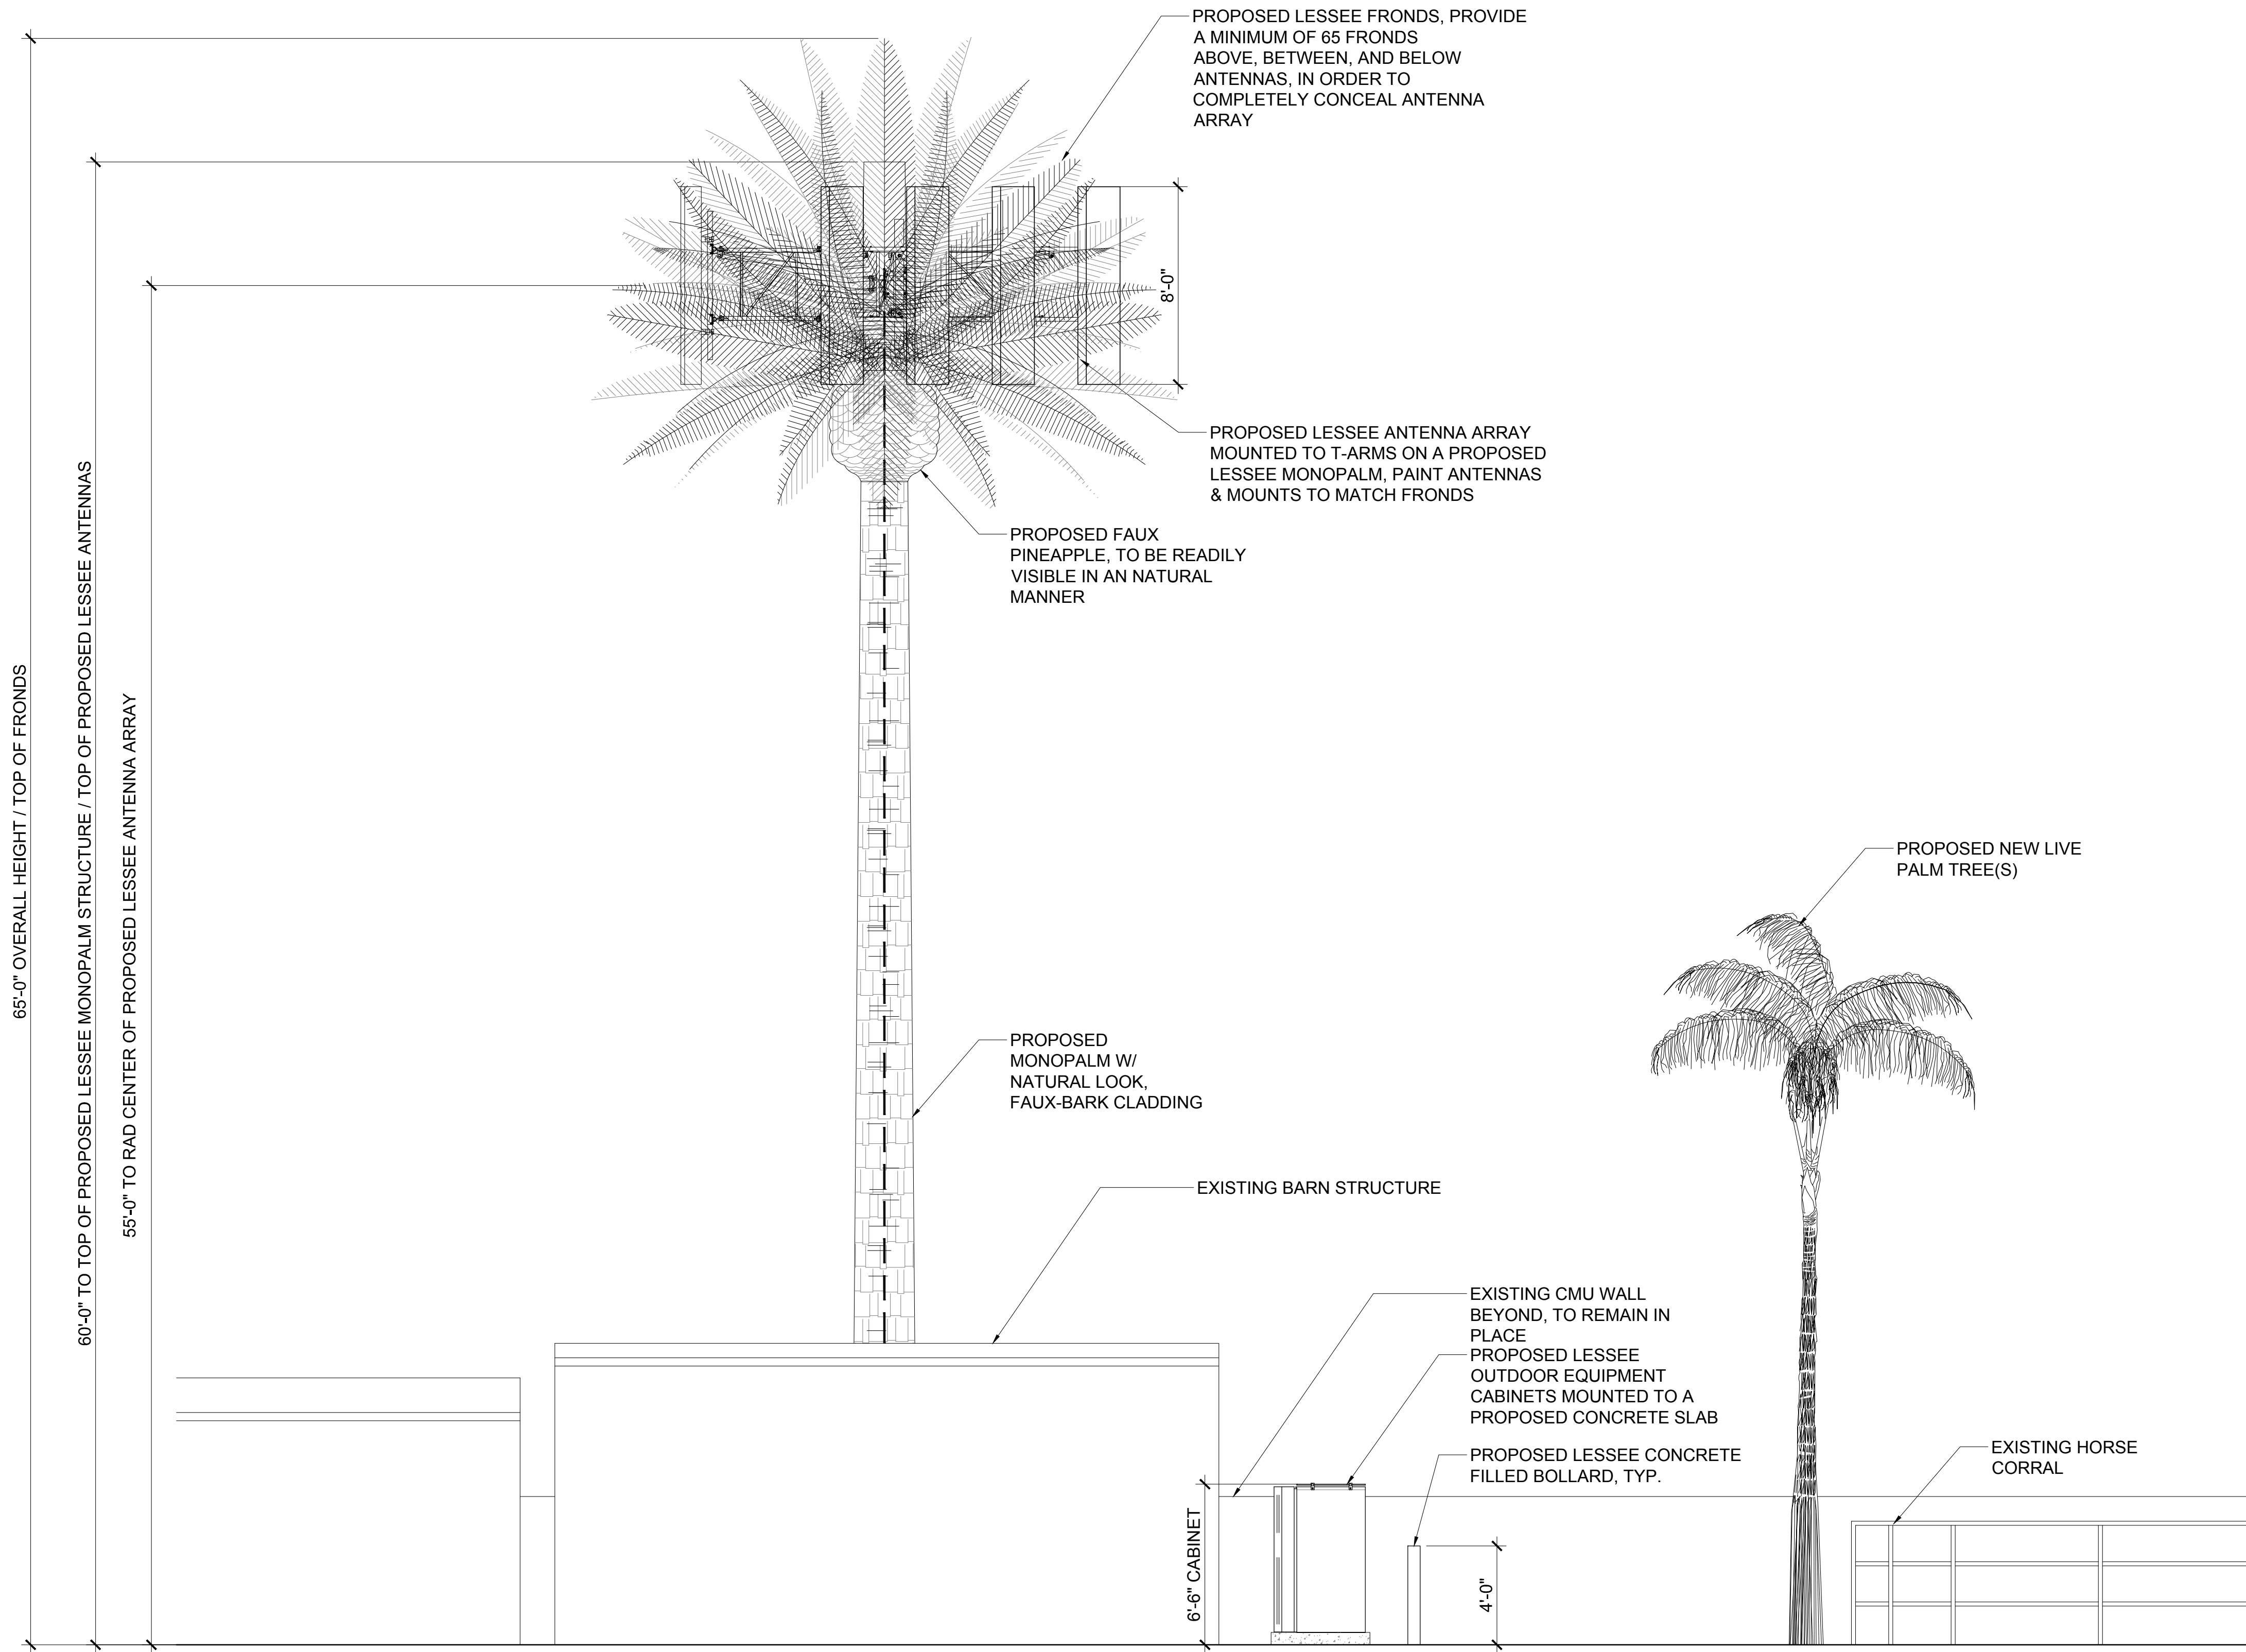 PROPOSED LESSEE FRONDS, PROVIDE
A MINIMUM OF 65 FRONDS
ABOVE, BETWEEN, AND BELOW
ANTENNAS, IN ORDER TO
COMPLETELY CONCEAL ANTENNA
ARRAY
8'-0"
PROPOSED LESSEE ANTENNA ARRAY
MOUNTED TO T-ARMS ON A PROPOSED
LESSEE MONOPALM, PAINT ANTENNAS
& MOUNTS TO MATCH FRONDS
PROPOSED FAUX
PINEAPPLE, TO BE READILY
VISIBLE IN AN NATURAL
MANNER
65'-0" OVERALL HEIGHT / TOP OF FRONDS
60'-0" TO TOP OF PROPOSED LESSEE MONOPALM STRUCTURE / TOP OF PROPOSED LESSEE ANTENNAS
55'-0" TO RAD CENTER OF PROPOSED LESSEE ANTENNA ARRAY
PROPOSED NEW LIVE
PALM TREE(S)
PROPOSED
MONOPALM W/
NATURAL LOOK,
FAUX-BARK CLADDING
EXISTING BARN STRUCTURE
EXISTING CMU WALL
BEYOND, TO REMAIN IN
PLACE
PROPOSED LESSEE
OUTDOOR EQUIPMENT
CABINETS MOUNTED TO A
PROPOSED CONCRETE SLAB
PROPOSED LESSEE CONCRETE
FILLED BOLLARD, TYP.
EXISTING HORSE
CORRAL
6'-6" CABINET
4'-0"